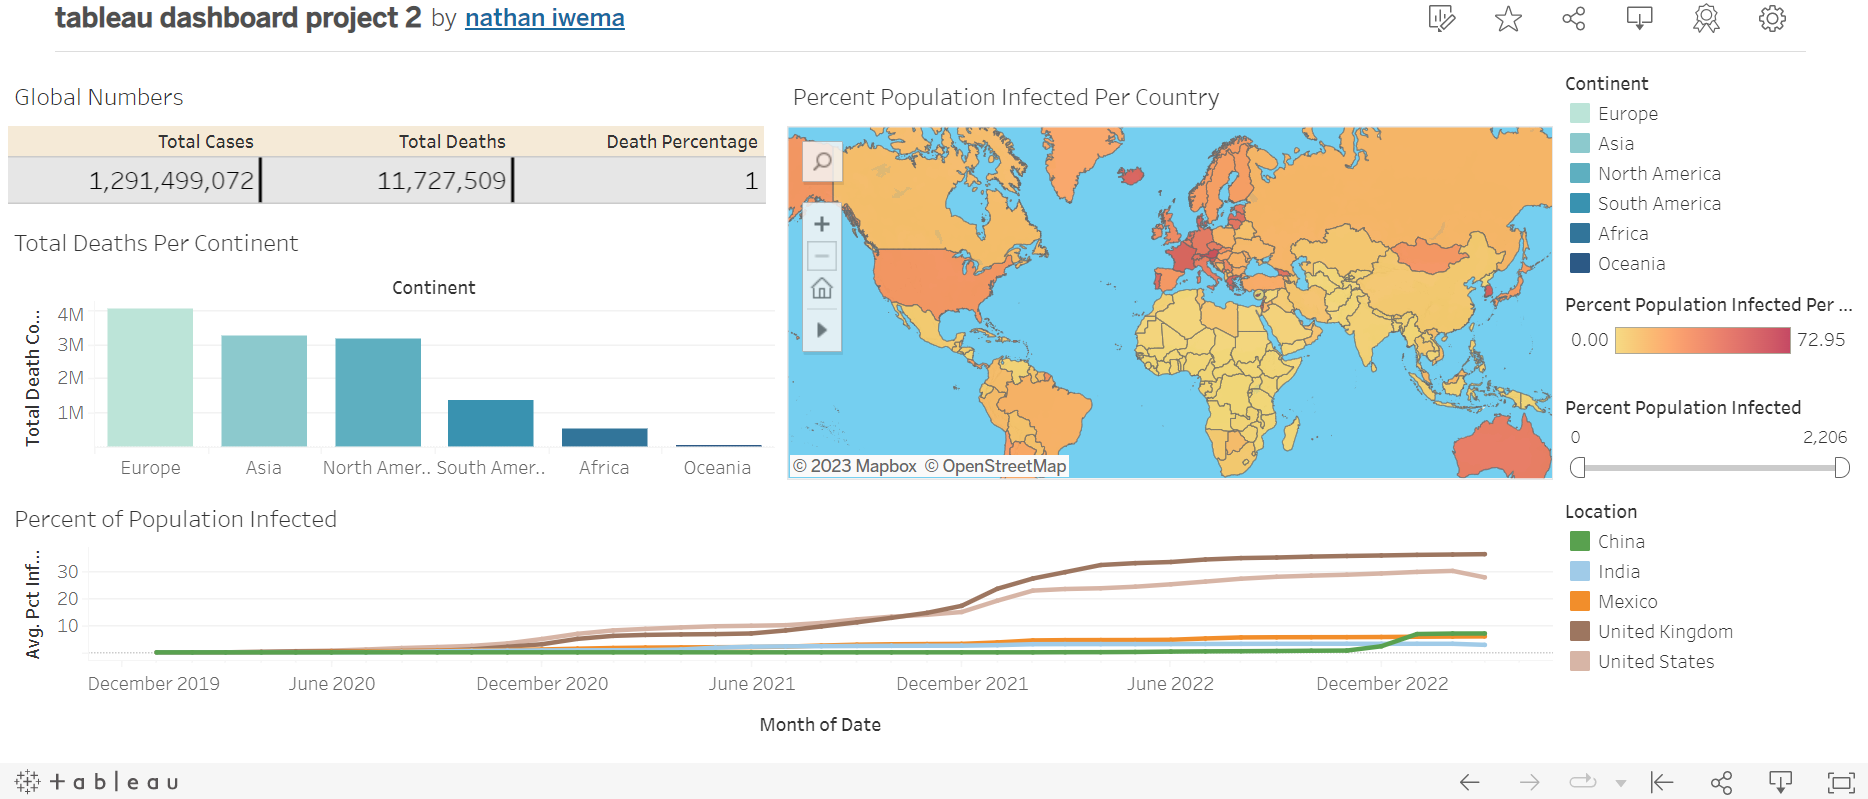 tableau dashboard project 2 by nathan iwema
Global Numbers
Total Cases Total Deaths Death Percentage
1,291,499,072 11,727,509 1
Total Deaths Per Continent
Continent
Total Death Co...
4M
3M
2M
1M
Europe Asia North Amer.. South Amer.. Africa Oceania
Percent Population Infected Per Country
© 2023 Mapbox © OpenStreetMap
Continent
Europe
Asia
North America
South America
Africa
Oceania
Percent Population Infected Per ...
0.00 72.95
Percent Population Infected
0 2,206
Percent of Population Infected
Avg. Pct Inf...
30
20
10
December 2019 June 2020 December 2020 June 2021 December 2021 June 2022 December 2022
Month of Date
Location
China
India
Mexico
United Kingdom
United States
+ a b | e a u